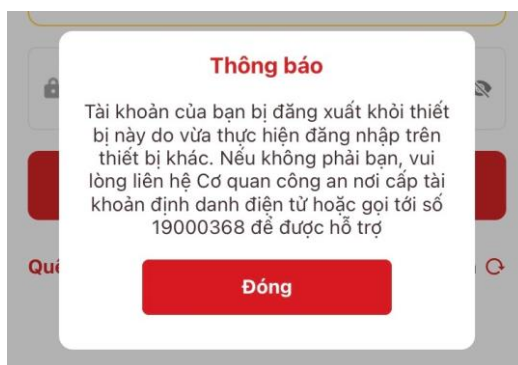 Thông báo
Tài khoản của bạn bị đăng xuất khỏi thiết
bị này do vừa thực hiện đăng nhập trên
thiết bị khác. Nếu không phải bạn, vui
lòng liên hệ Cơ quan công an nơi cấp tài
khoản định danh điện tử hoặc gọi tới số
19000368 để được hỗ trợ
Đóng